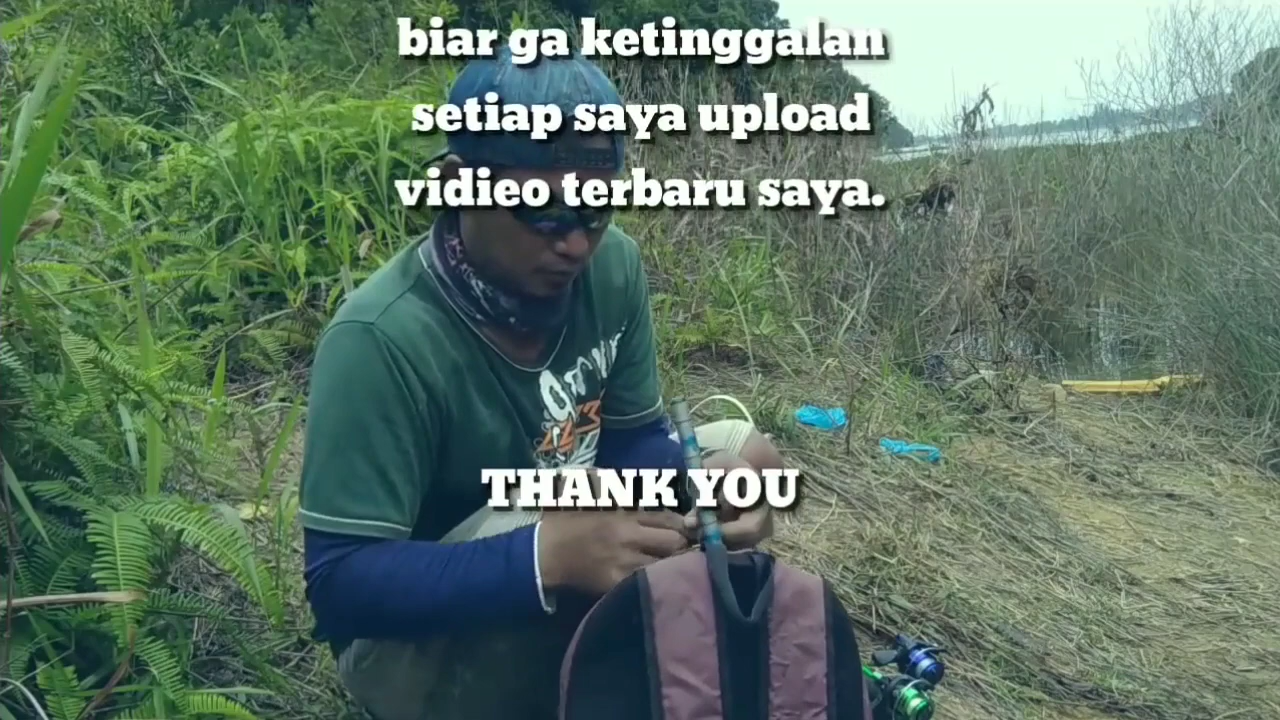 biar ga ketinggalan
setiap saya upload
vidieo terbaru saya.
THANK YOU